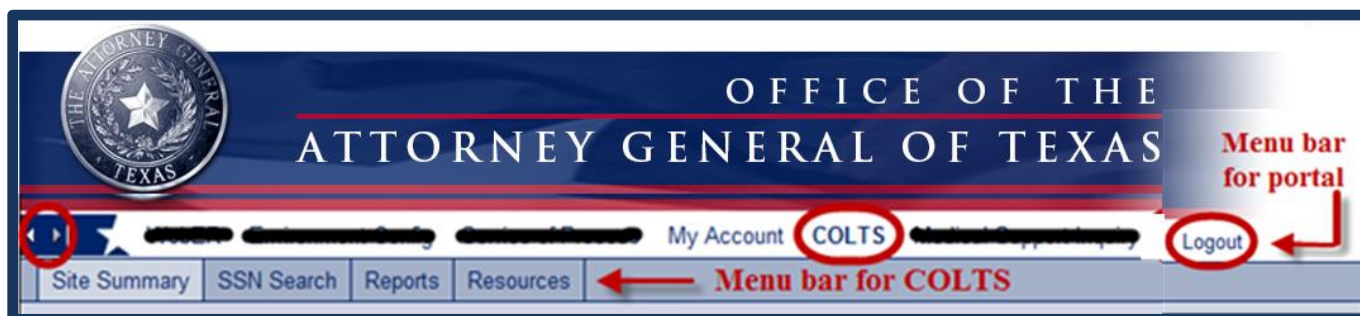 THE ATTORNEY GENERAL
TEXAS
OFFICE OF THE
ATTORNEY GENERAL OF TEXAS
Menu bar
for portal
My Account COLTS Logout
Site Summary SSN Search Reports Resources Menu bar for COLTS